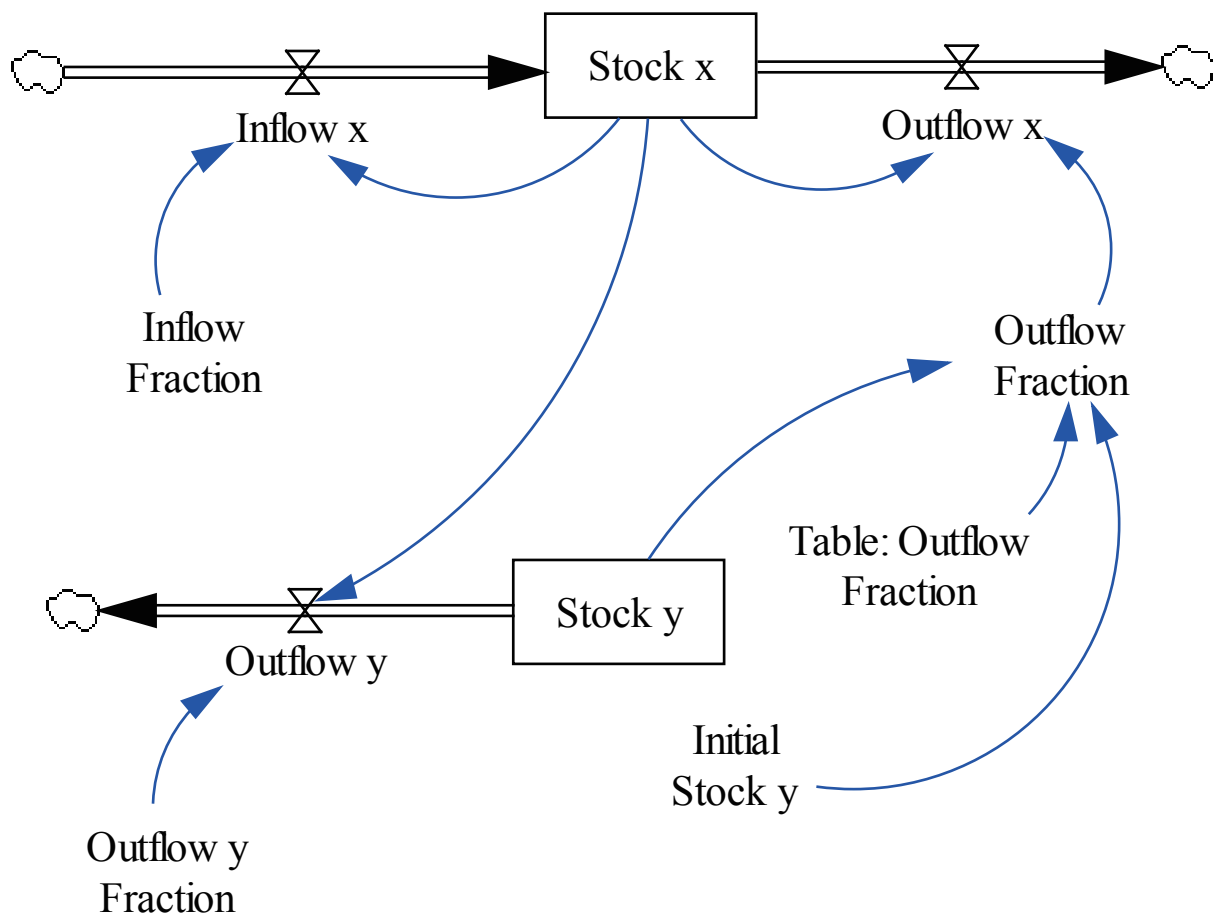 Stock x
Inflow x
Outflow x
Inflow
Fraction
Outflow
Fraction
Table: Outflow
Fraction
Stock y
Outflow y
Initial
Stock y
Outflow y
Fraction